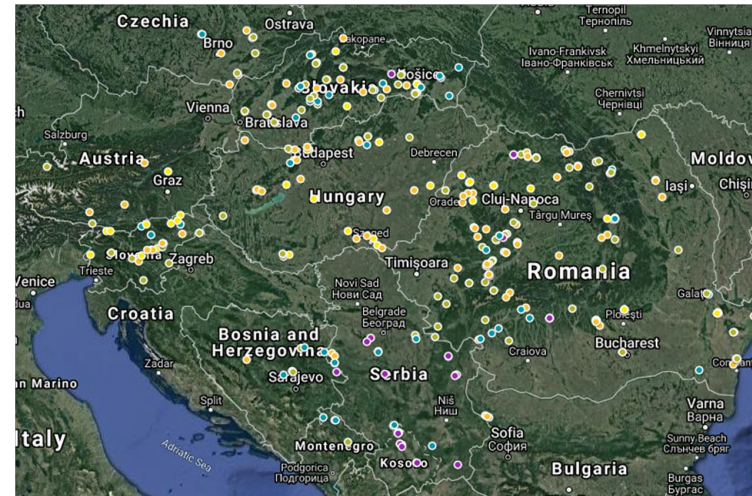 Ternopil
Тернопіль
Czechia
Ostrava
Vinnytsia
Вінниця
Brno
Zakopane
Ivano-Frankivsk
Івано-Франківськ
Khmelnytskyi
Хмельницький
Košice
Slovakia
Chernivtsi
Чернівці
Vienna
Bratislava
Salzburg
Austria
Budapest
Debrecen
Moldov
Graz
Iași
Chiși
Hungary
Oradea
Cluj-Napoca
Târgu Mureș
Szeged
Slovenia
Zagreb
Timișoara
Romania
Trieste
Venice
Novi Sad
Нови Сад
Galați
Croatia
Belgrade
Београд
Ploiești
Bosnia and
Herzegovina
Bucharest
Craiova
Constan
Zadar
Sarajevo
Serbia
an Marino
Split
Niš
Ниш
Varna
Варна
Italy
Adriatic Sea
Montenegro
Sofia
София
Sunny Beach
Слънчев бряг
Podgorica
Подгорица
Kosovo
Bulgaria
Burgas
Бургас